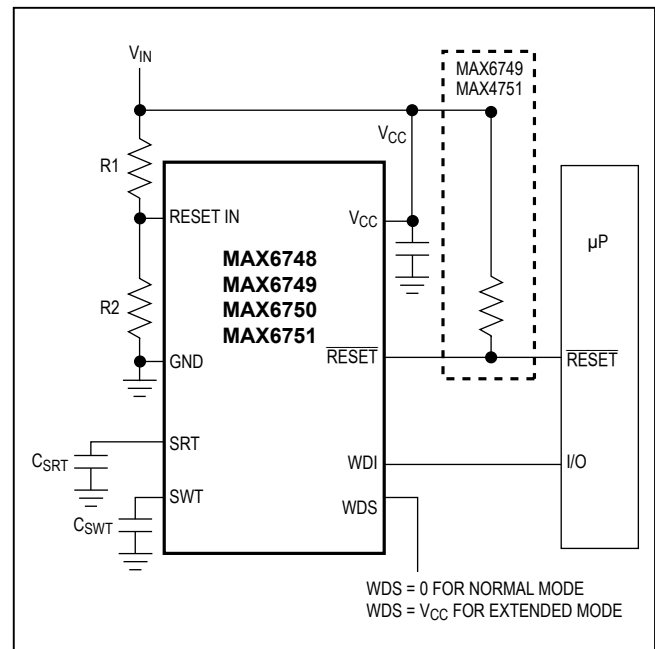 VIN
MAX6749
MAX4751
VCC
R1
RESET IN
VCC
µP
MAX6748
MAX6749
MAX6750
MAX6751
R2
GND
RESET
RESET
SRT
CSRT
WDI
I/O
SWT
CSWT
WDS
WDS = 0 FOR NORMAL MODE
WDS = VCC FOR EXTENDED MODE